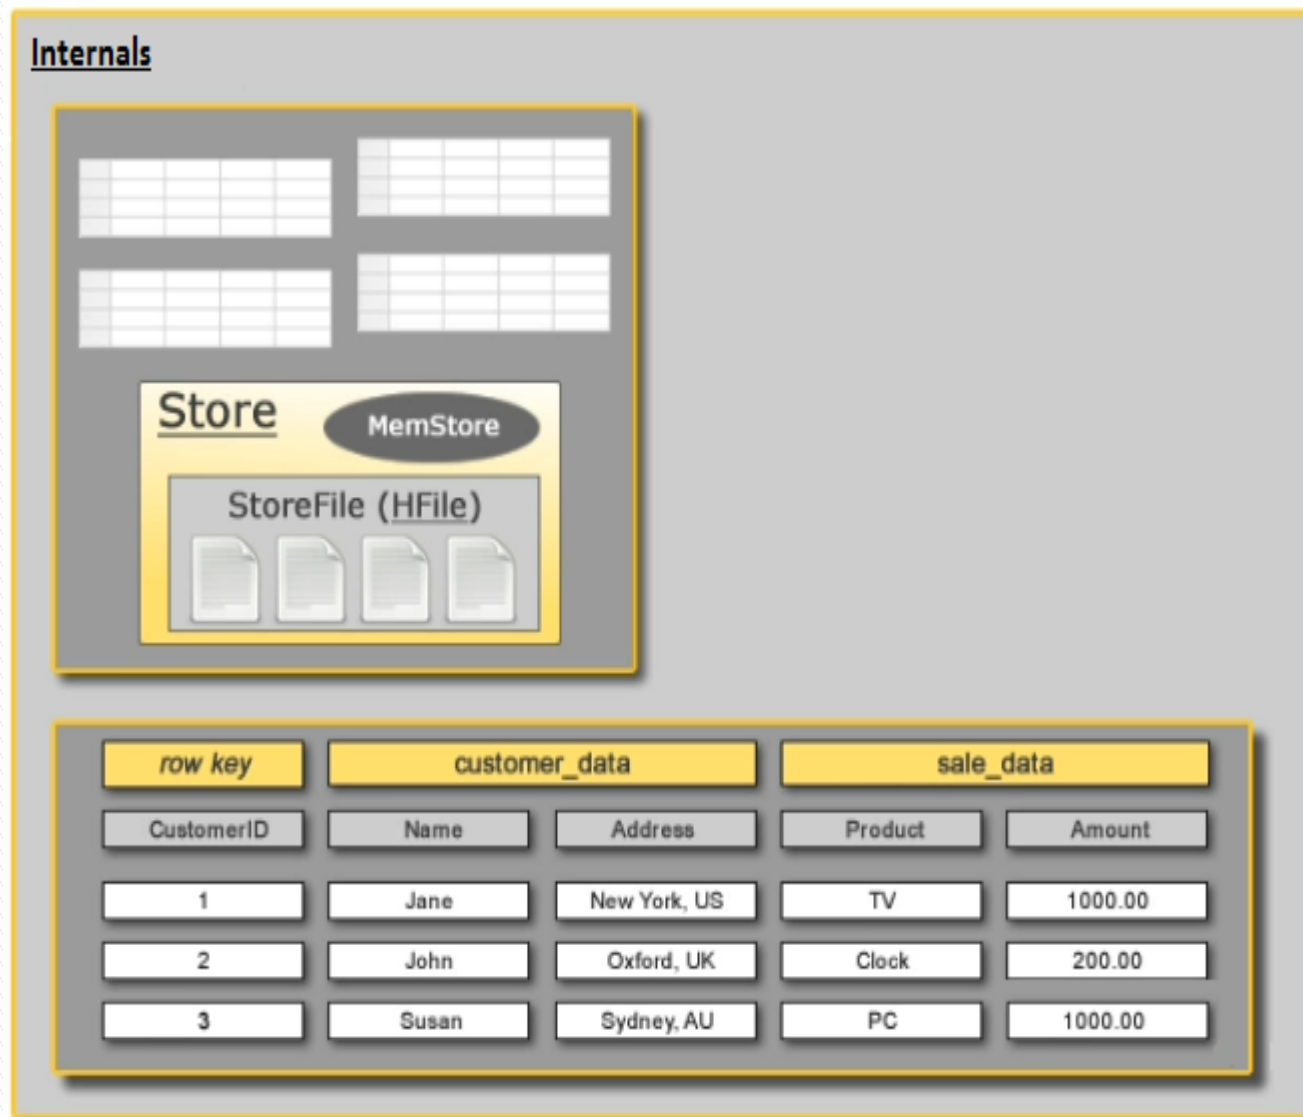 Internals
Store
MemStore
StoreFile (HFile)
row key customer_data sale_data
CustomerID Name Address Product Amount
1 Jane New York, US TV 1000.00
2 John Oxford, UK Clock 200.00
3 Susan Sydney, AU PC 1000.00